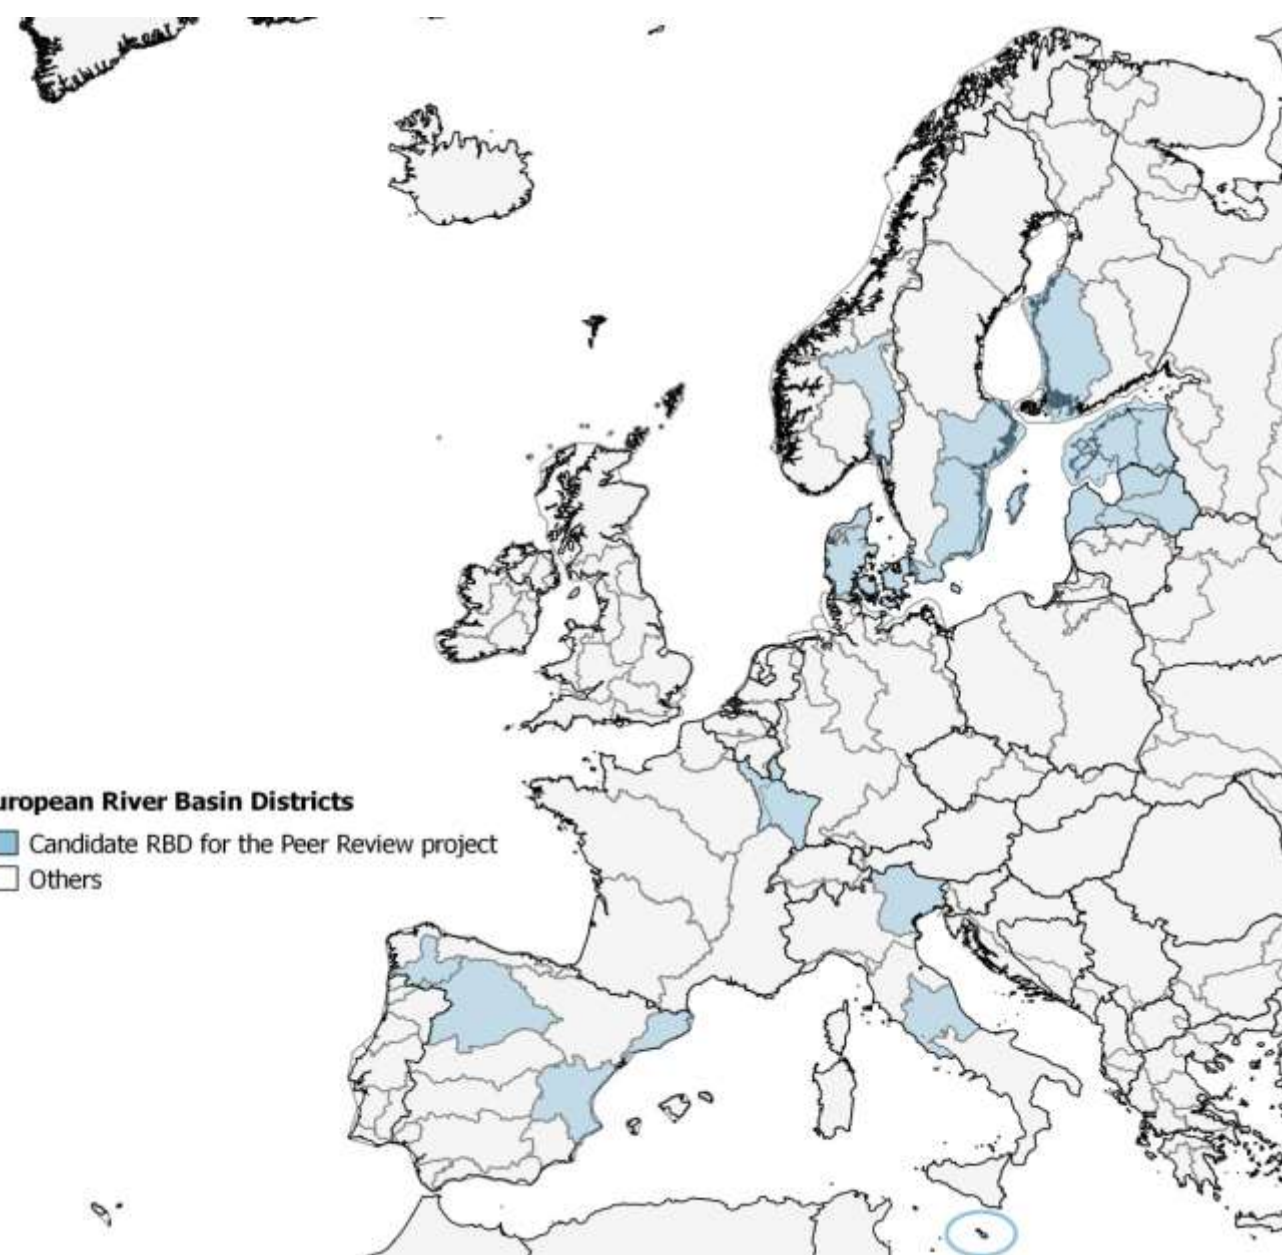 uropean River Basin Districts
Candidate RBD for the Peer Review project
Others